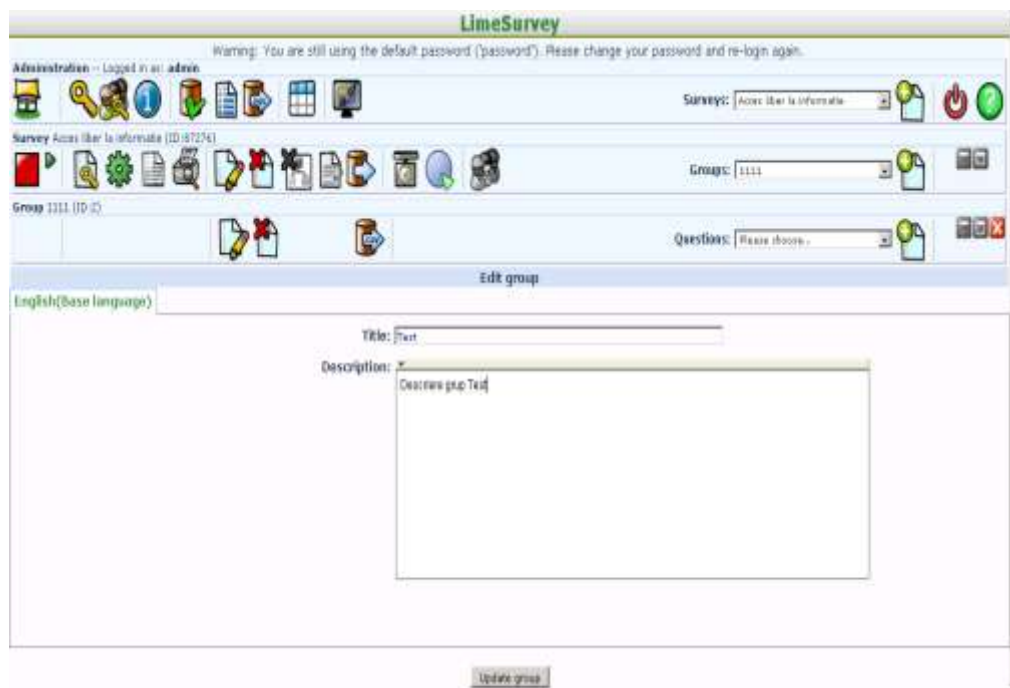 LimeSurvey
Warning: You are still using the default password ('password'). Please change your password and re-login again.
Administration -- Logged in as: admin
Surveys: Acces liber la informatie
Survey Acces liber la informatie (ID:87276)
Groups: 1111
Group 1111 (ID:2)
Questions: Please choose..
Edit group
English(Base language)
Title: Test
Description:
Descriere grup Test
Update group